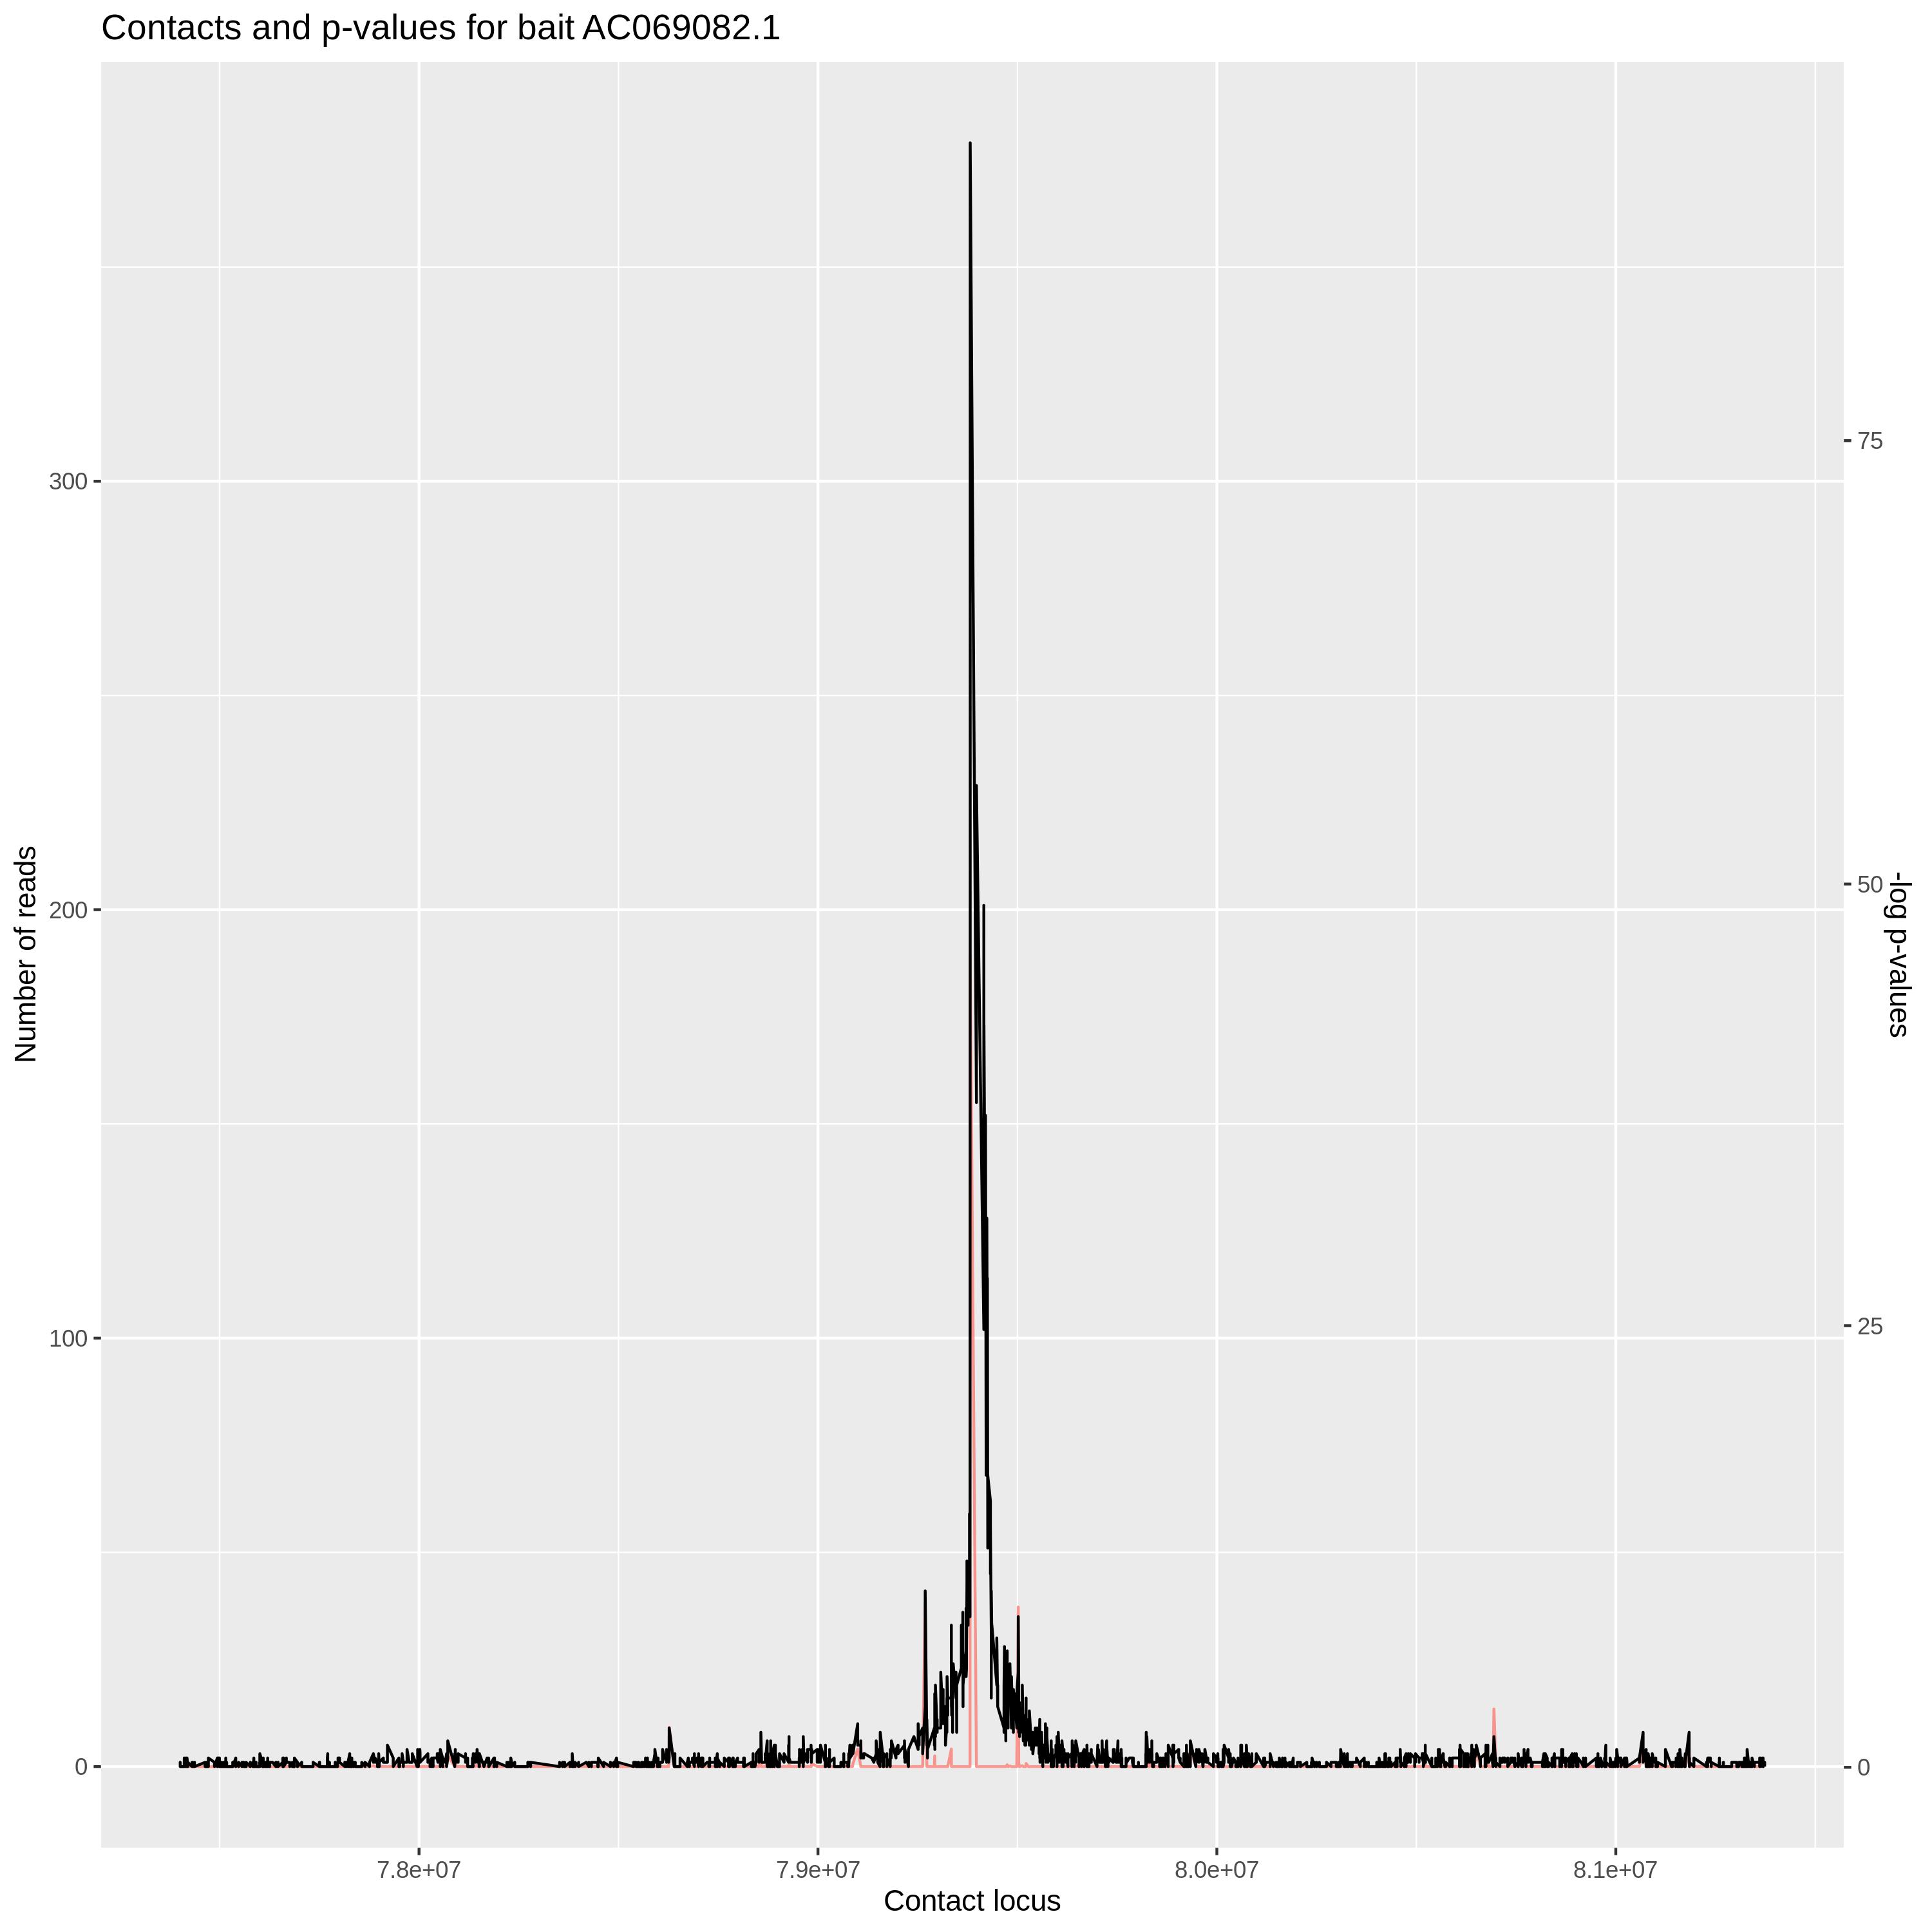 Contacts and p-values for bait AC069082.1
300
200
100
0
Number of reads
75
50
25
0
-log p-values
7.8e+07
7.9e+07
8.0e+07
8.1e+07
Contact locus